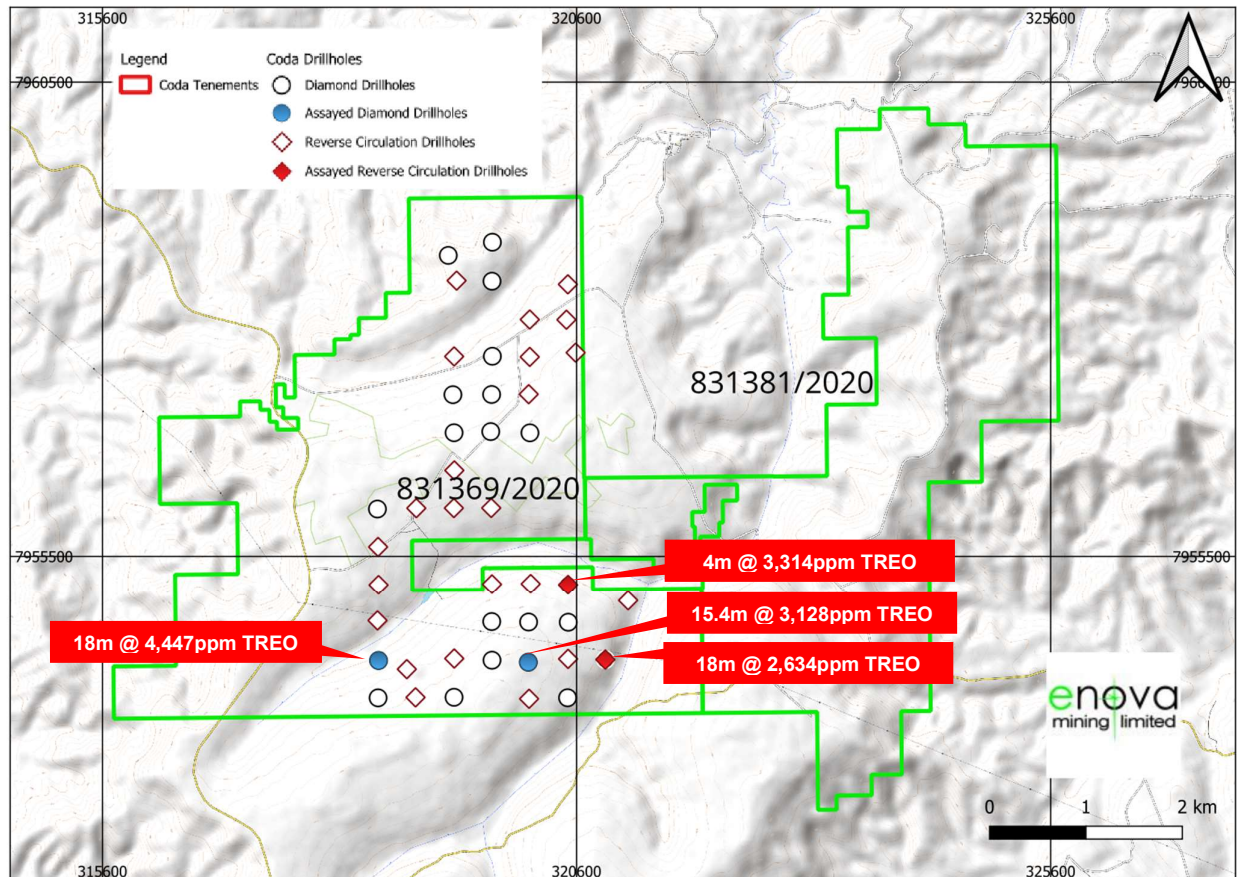 315600
320600
325600
Legend
Coda Tenements
Coda Drillholes
Diamond Drillholes
Assayed Diamond Drillholes
Reverse Circulation Drillholes
Assayed Reverse Circulation Drillholes
7960500
831381/2020
831369/2020
7955500
7955500
4m @ 3,314ppm TREO
15.4m @ 3,128ppm TREO
18m @ 4,447ppm TREO
18m @ 2,634ppm TREO
enova
mining limited
0 1 2 km
315600
320600
325600